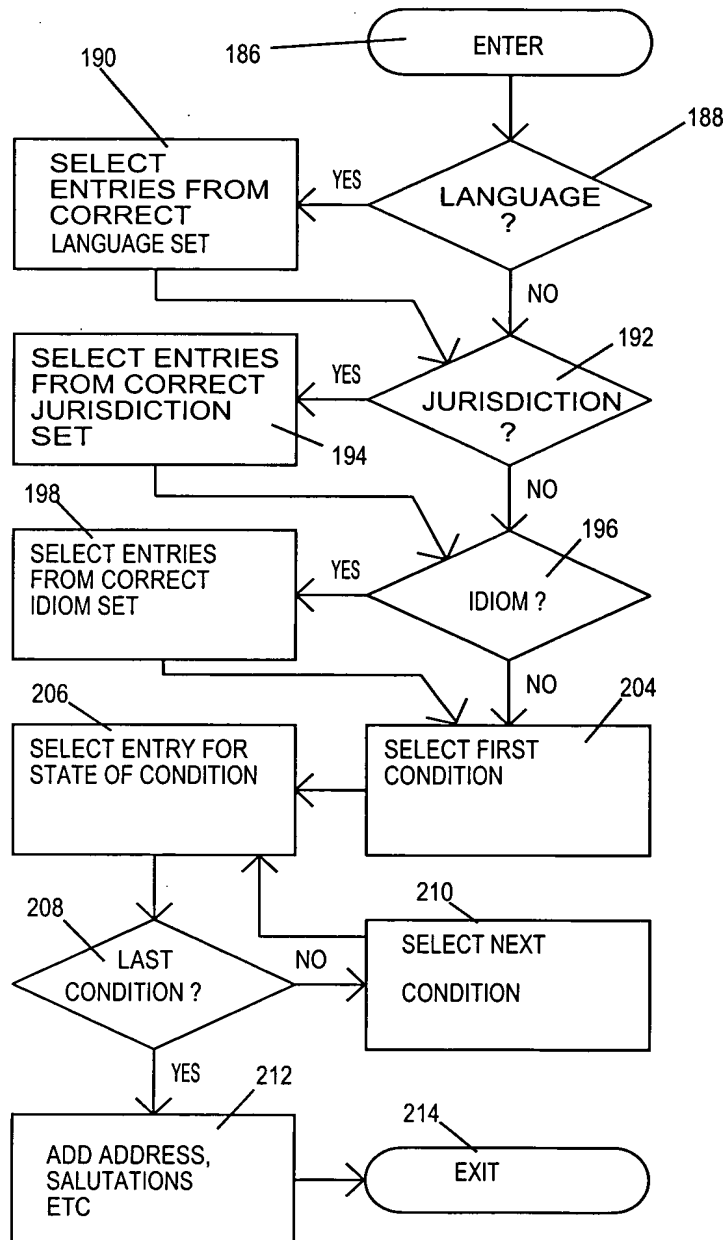 186
ENTER
190
188
SELECT
ENTRIES FROM
CORRECT
LANGUAGE SET
YES
LANGUAGE
?
NO
192
SELECT ENTRIES
FROM CORRECT
JURISDICTION
SET
YES
JURISDICTION
?
194
NO
198
196
SELECT ENTRIES
FROM CORRECT
IDIOM SET
YES
IDIOM ?
NO
206
204
SELECT ENTRY FOR
STATE OF CONDITION
SELECT FIRST
CONDITION
208
210
LAST
CONDITION ?
NO
SELECT NEXT
CONDITION
YES
212
214
ADD ADDRESS,
SALUTATIONS
ETC
EXIT